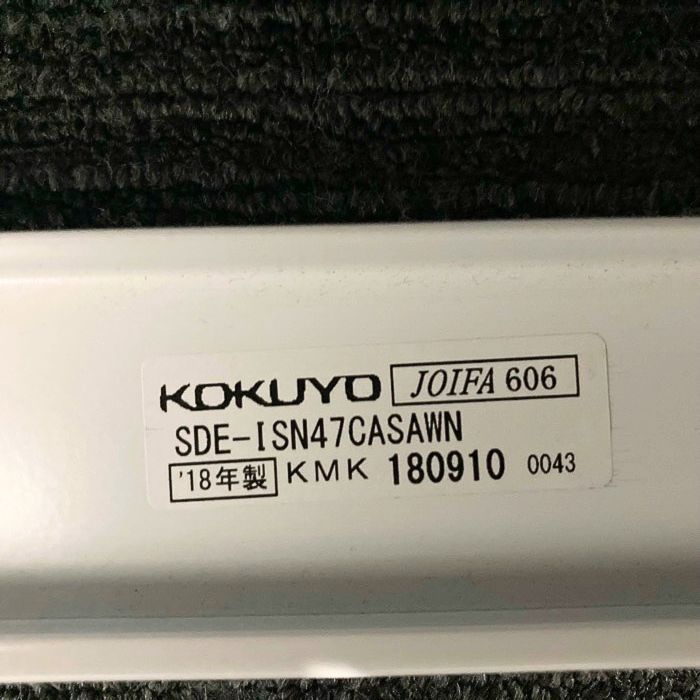 KOKUYO JOIFA 606
SDE-ISN47CASAWN
'18年製 KMK 180910 0043